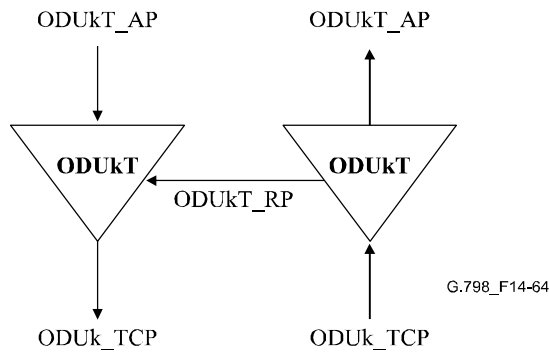 ODUkT_AP
ODUkT_AP
ODUkT
ODUkT
ODUkT_RP
G.798_F14-64
ODUk_TCP
ODUk_TCP